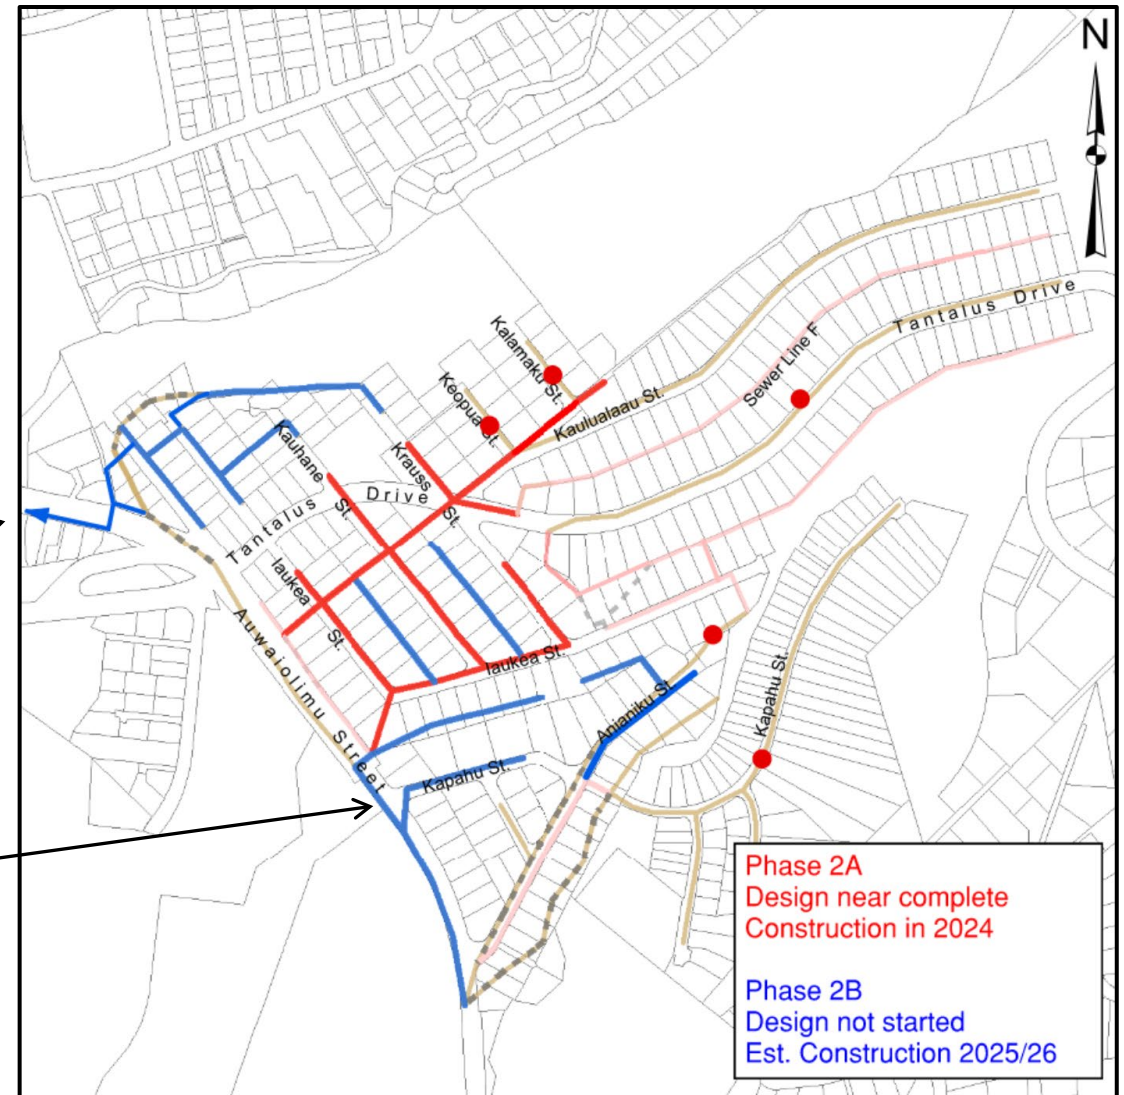 N
Tantalus Drive
Kalamaku St.
Sewer Line F
Keopua St.
Kaulualaau St.
Kauhane St.
Krauss St.
Tantalus Drive
Iaukea St.
Auwaiolimu Street
Iaukea St.
Kapahu St.
Anianiku St.
Kapahu St.
Phase 2A
Design near complete
Construction in 2024
Phase 2B
Design not started
Est. Construction 2025/26